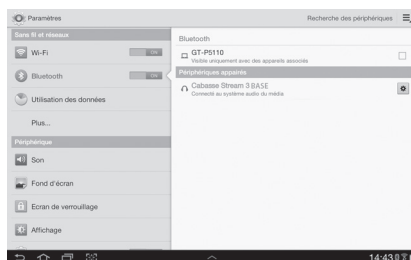 Paramètres
Recherche des périphériques
Sans fil et réseaux
Wi-Fi
ON
Bluetooth
ON
Utilisation des données
Plus...
Périphérique
Son
Fond d'écran
Ecran de verrouillage
Affichage
Bluetooth
GT-P5110
Visible uniquement avec des appareils associés
Périphériques appairés
Cabasse Stream 3 BASE
Connecté au système audio du média
14:43